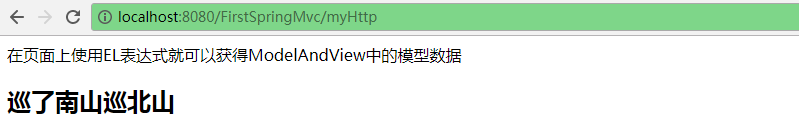 localhost:8080/FirstSpringMvc/myHttp
在页面上使用EL表达式就可以获得ModelAndView中的模型数据
巡了南山巡北山